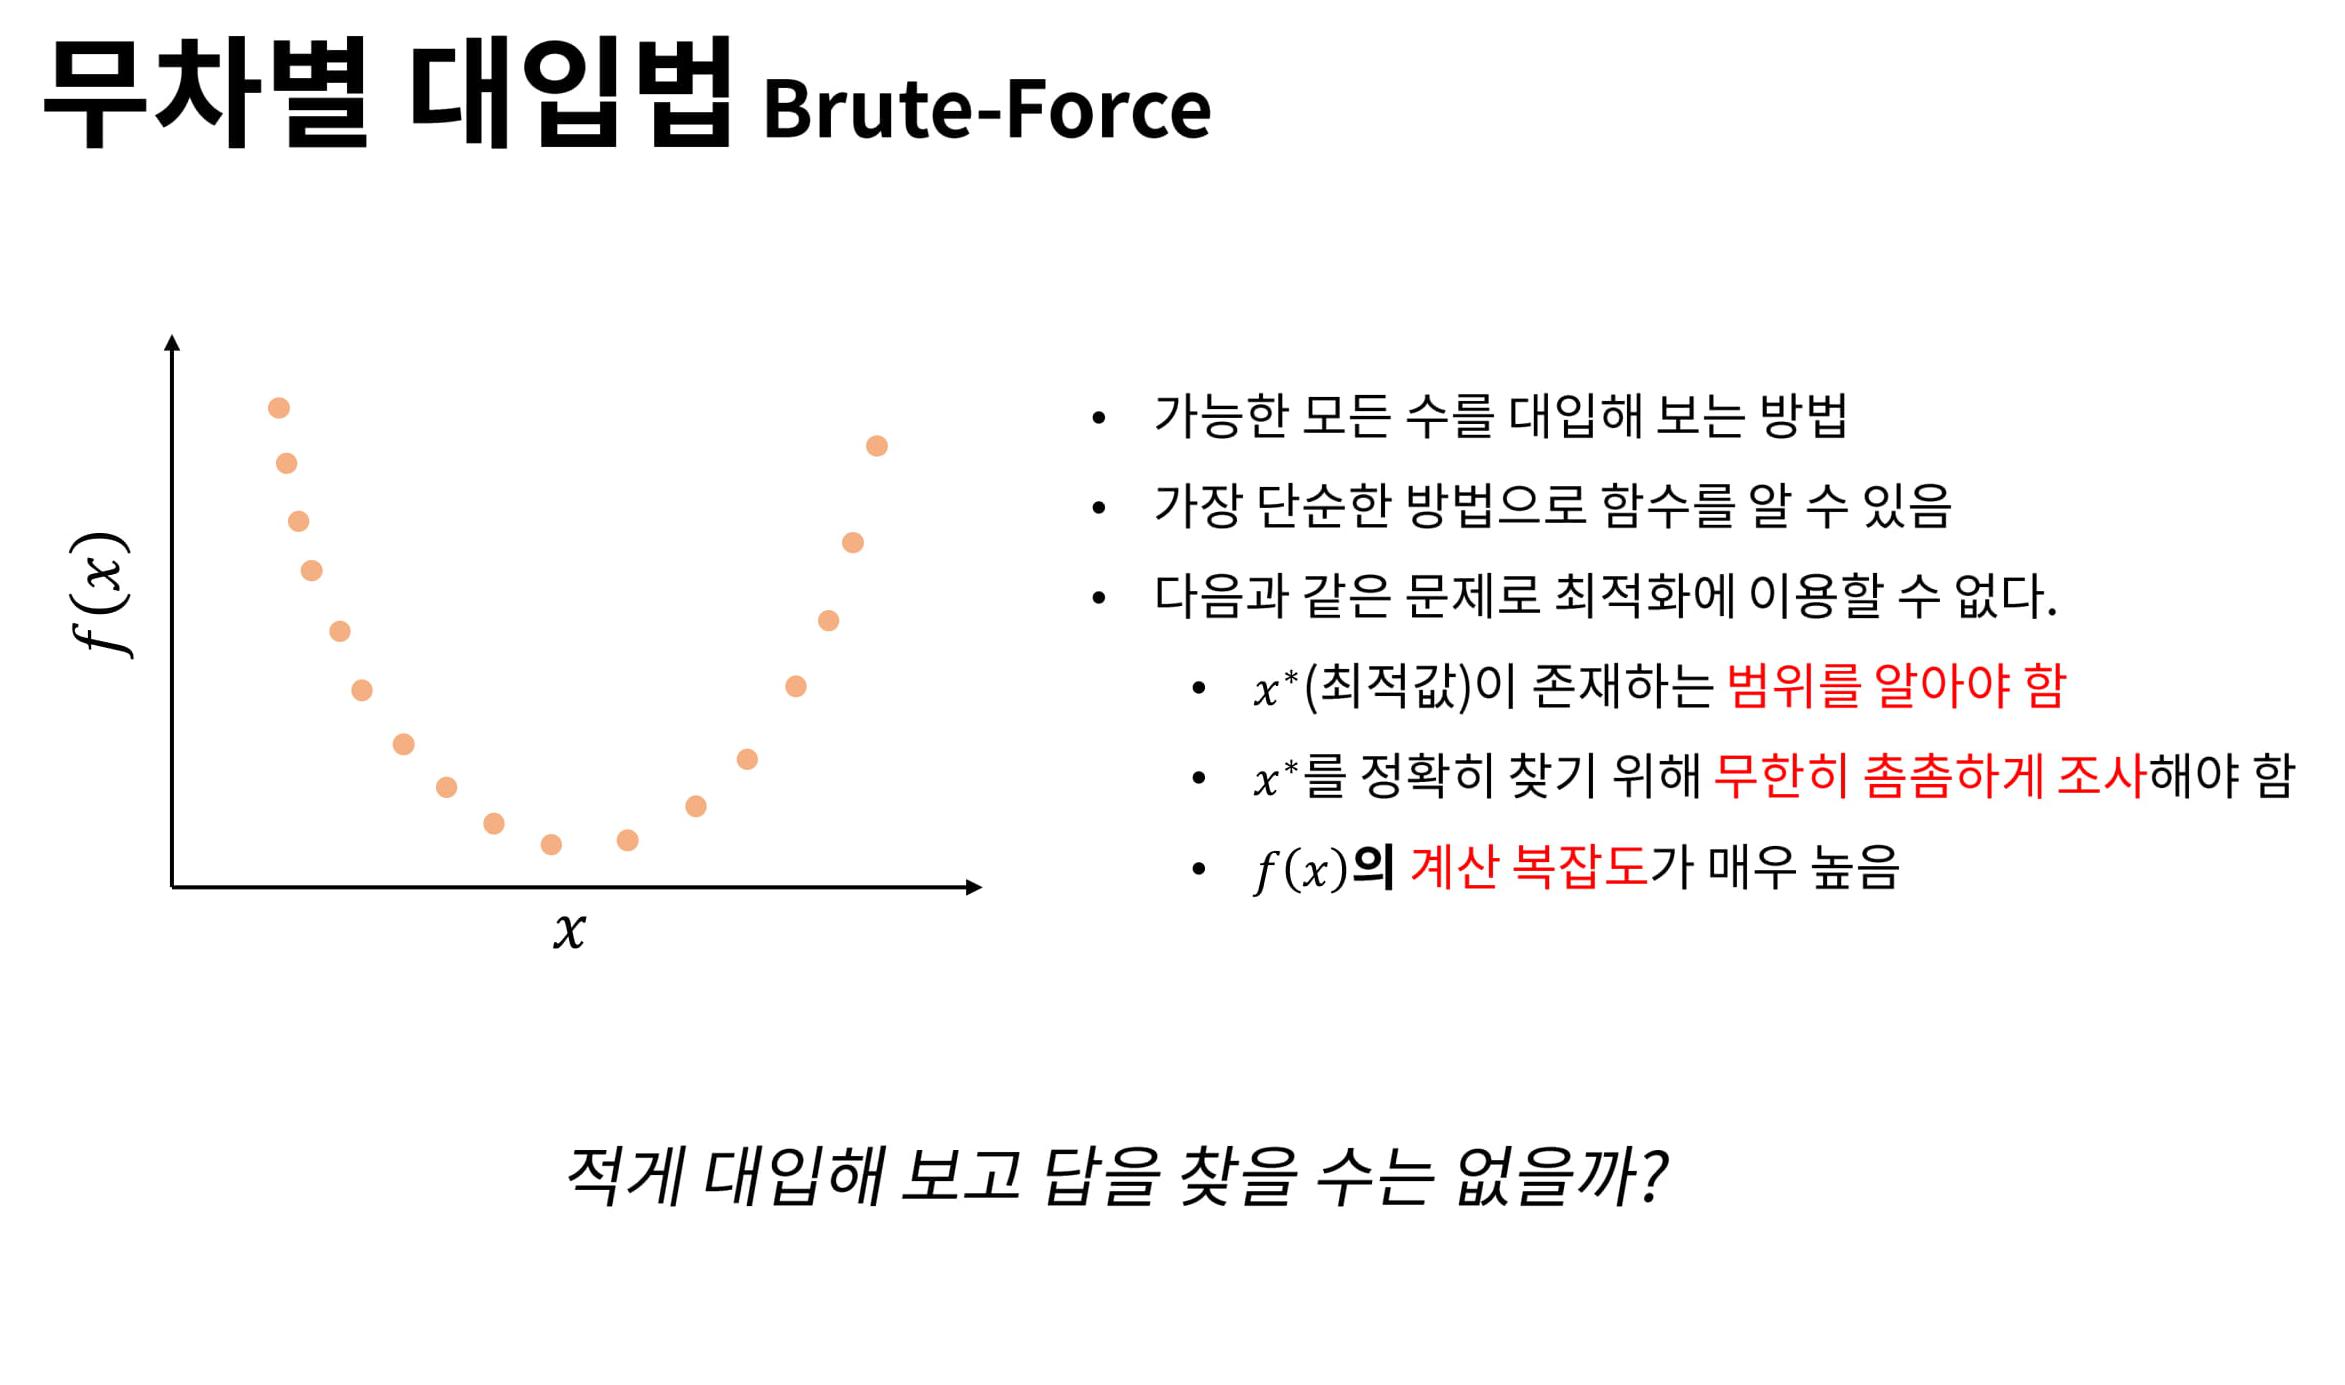 무차별 대입법 Brute-Force
f(x)
x
• 가능한 모든 수를 대입해 보는 방법
• 가장 단순한 방법으로 함수를 알 수 있음
• 다음과 같은 문제로 최적화에 이용할 수 없다.
• x*(최적값)이 존재하는 범위를 알아야 함
• x*를 정확히 찾기 위해 무한히 촘촘하게 조사해야 함
• f(x)의 계산 복잡도가 매우 높음
적게 대입해 보고 답을 찾을 수는 없을까?